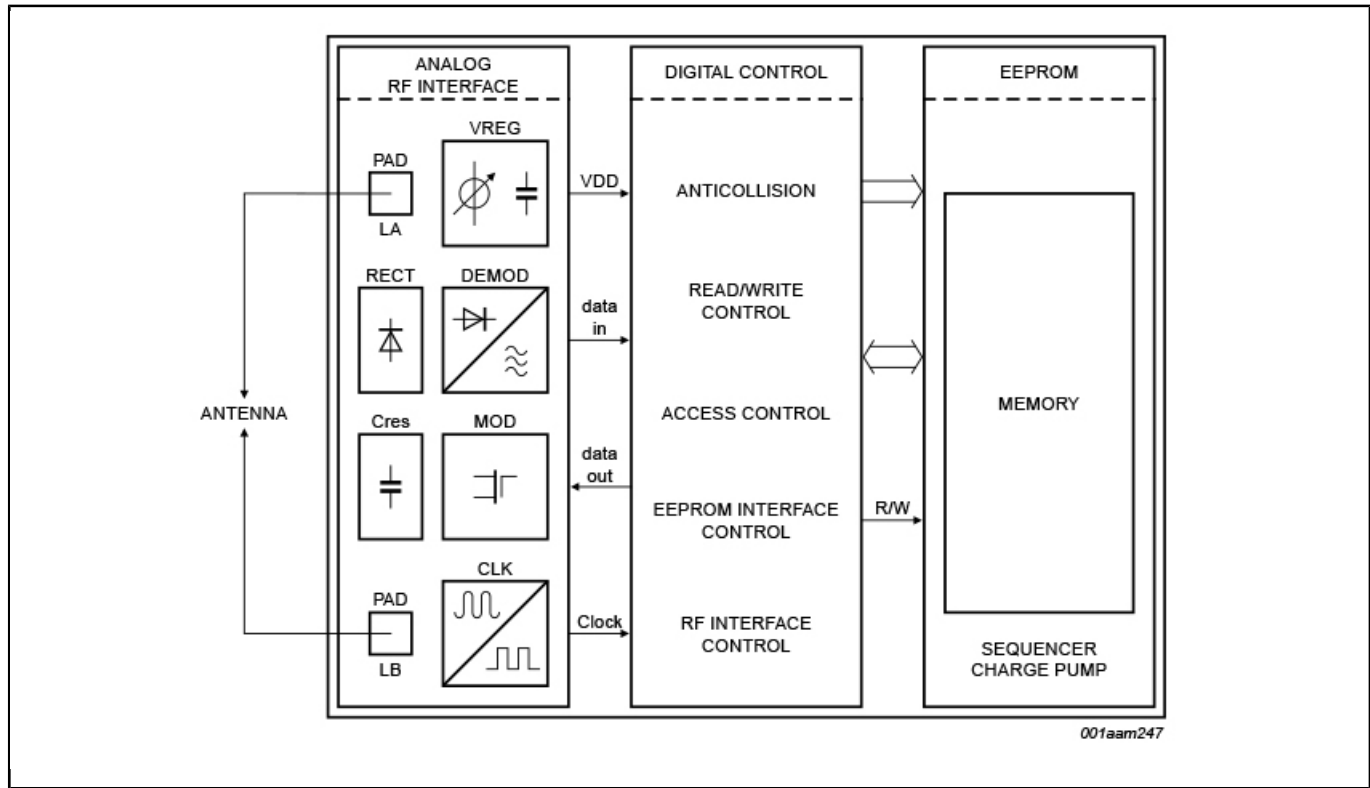 ANALOG
RF INTERFACE
VREG
PAD
LA
RECT
DEMOD
Cres
MOD
CLK
PAD
LB
ANTENNA
VDD
data
in
data
out
Clock
DIGITAL CONTROL
ANTICOLLISION
READ/WRITE
CONTROL
ACCESS CONTROL
EEPROM INTERFACE
CONTROL
RF INTERFACE
CONTROL
R/W
EEPROM
MEMORY
SEQUENCER
CHARGE PUMP
001aam247